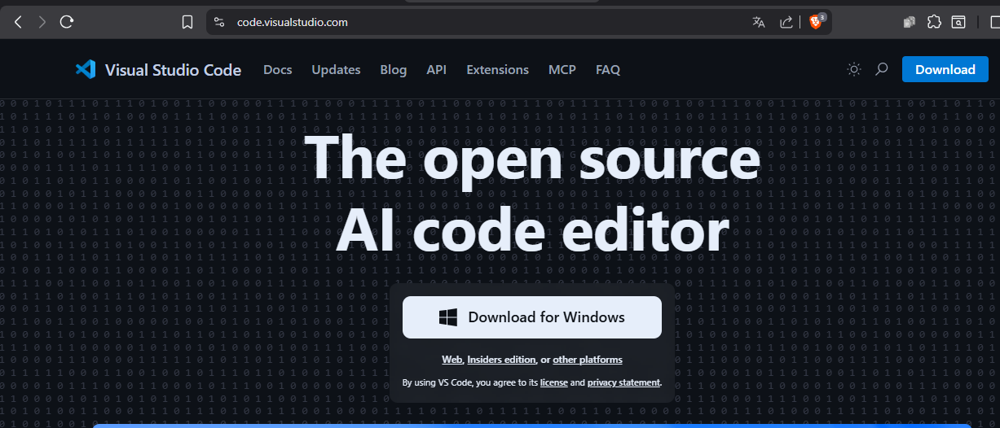 code.visualstudio.com
3
Visual Studio Code Docs Updates Blog API Extensions MCP FAQ Download
The open source
AI code editor
Download for Windows
Web, Insiders edition, or other platforms
By using VS Code, you agree to its license and privacy statement.